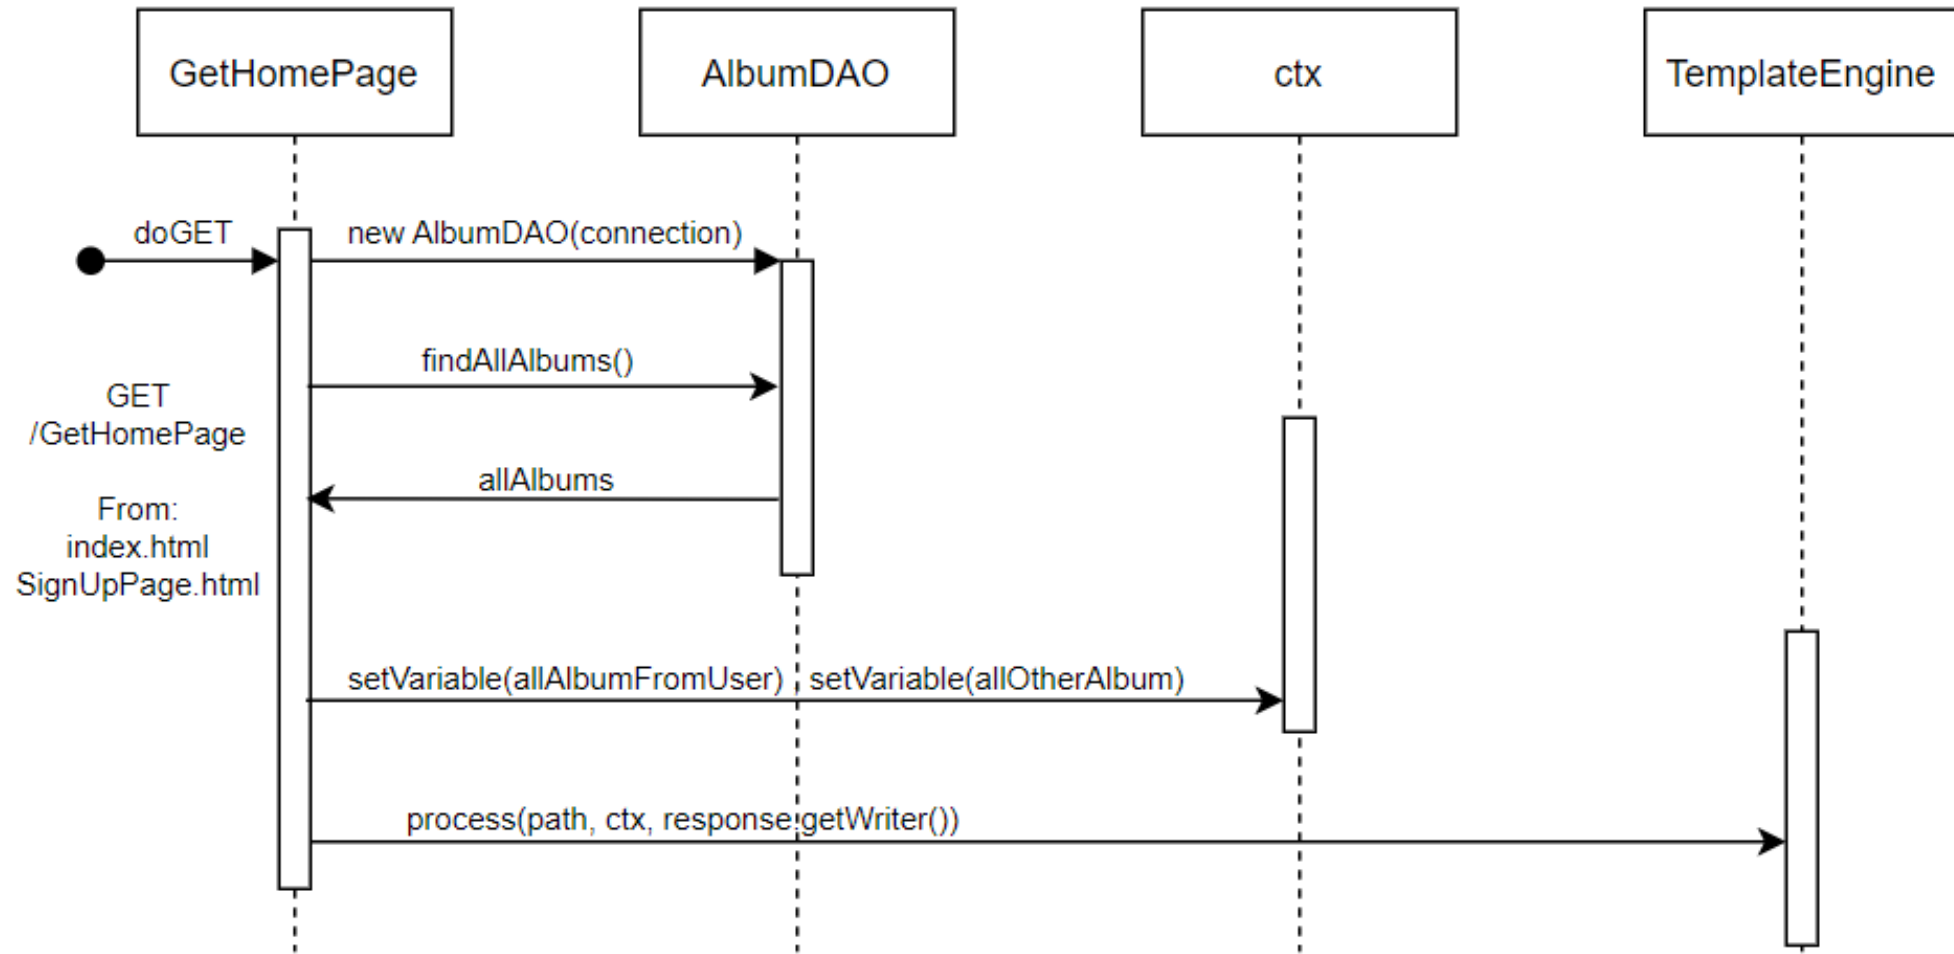 GetHomePage
AlbumDAO
ctx
TemplateEngine
doGET
new AlbumDAO(connection)
findAllAlbums()
GET
/GetHomePage
allAlbums
From:
index.html
SignUpPage.html
setVariable(allAlbumFromUser)
setVariable(allOtherAlbum)
process(path, ctx, response.getWriter())